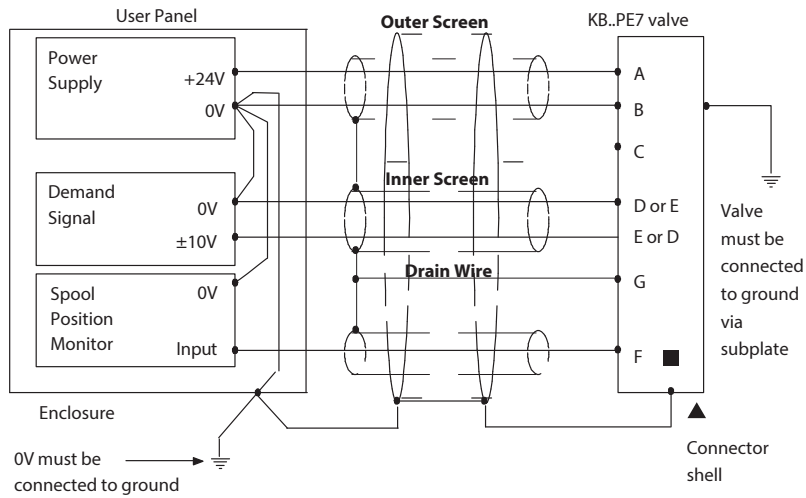 User Panel
Outer Screen
KB..PE7 valve
Power
Supply
+24V
0V
A
B
C
Demand
Signal
0V
±10V
Inner Screen
D or E
E or D
Valve
must be
connected
to ground
via
subplate
Drain Wire
G
Spool
Position
Monitor
0V
Input
F
Enclosure
Connector
shell
0V must be
connected to ground